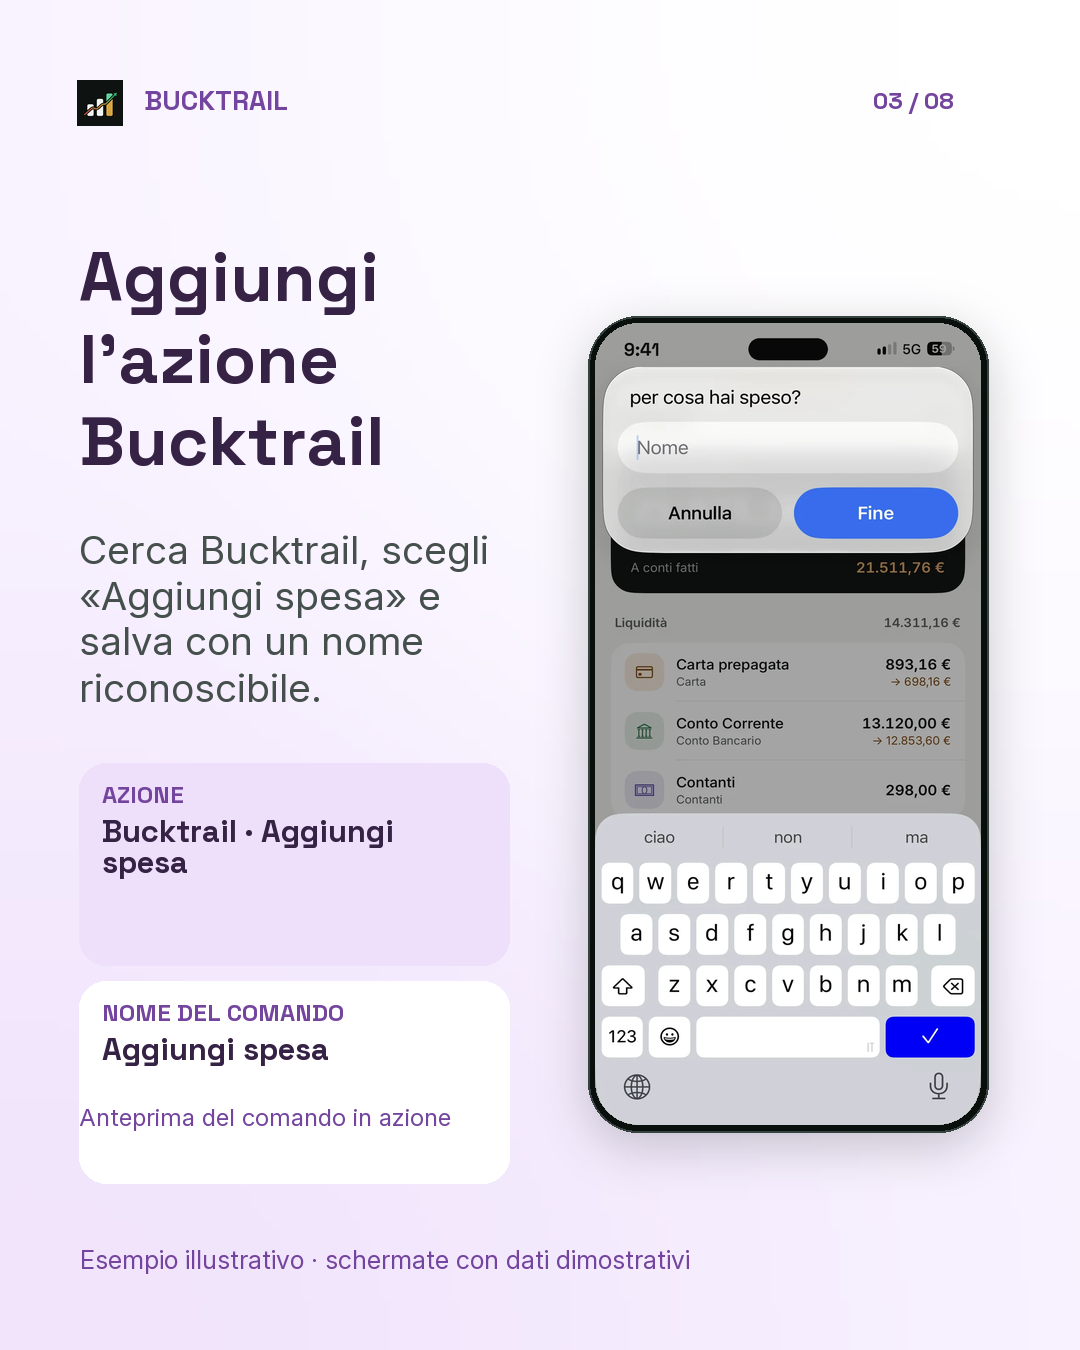 BUCKTRAIL
03 / 08
Aggiungi
l’azione
Bucktrail
Cerca Bucktrail, scegli
«Aggiungi spesa» e
salva con un nome
riconoscibile.
AZIONE
Bucktrail · Aggiungi
spesa
NOME DEL COMANDO
Aggiungi spesa
Anteprima del comando in azione
9:41
5G 59
per cosa hai speso?
Nome
Annulla Fine
A conti fatti 21.511,76 €
Liquidità 14.311,16 €
Carta prepagata 893,16 €
Carta → 698,16 €
Conto Corrente 13.120,00 €
Conto Bancario → 12.853,60 €
Contanti 298,00 €
Contanti
ciao non ma
q w e r t y u i o p
a s d f g h j k l
z x c v b n m
123
IT
Esempio illustrativo · schermate con dati dimostrativi